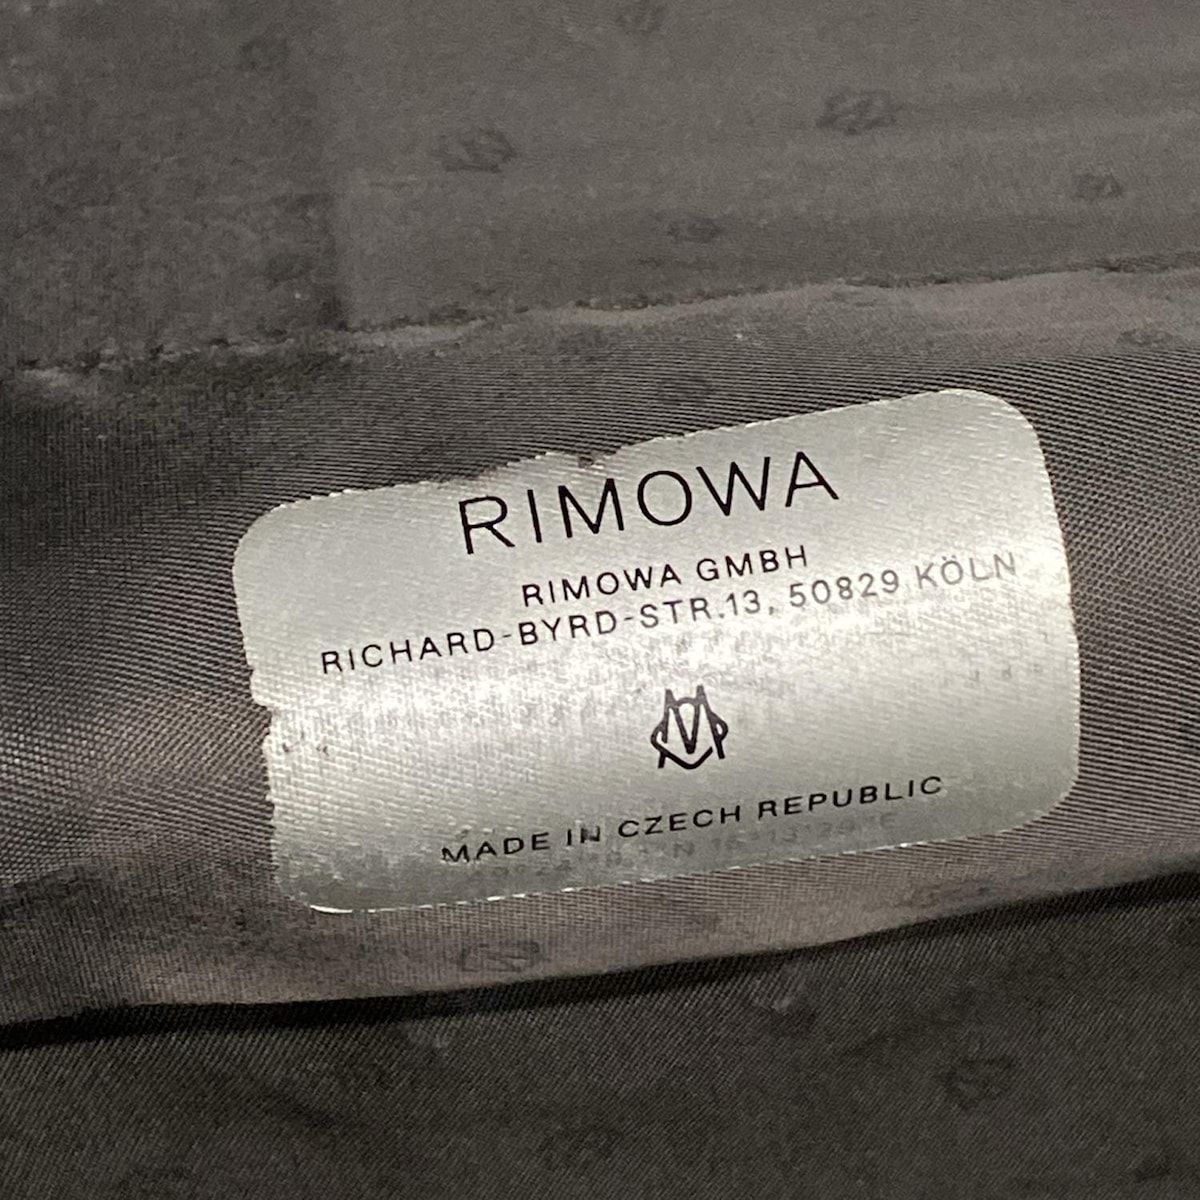 RIMOWA
RIMOWA GMBH
RICHARD-BYRD-STR.13, 50829 KÖLN
MADE IN CZECH REPUBLIC